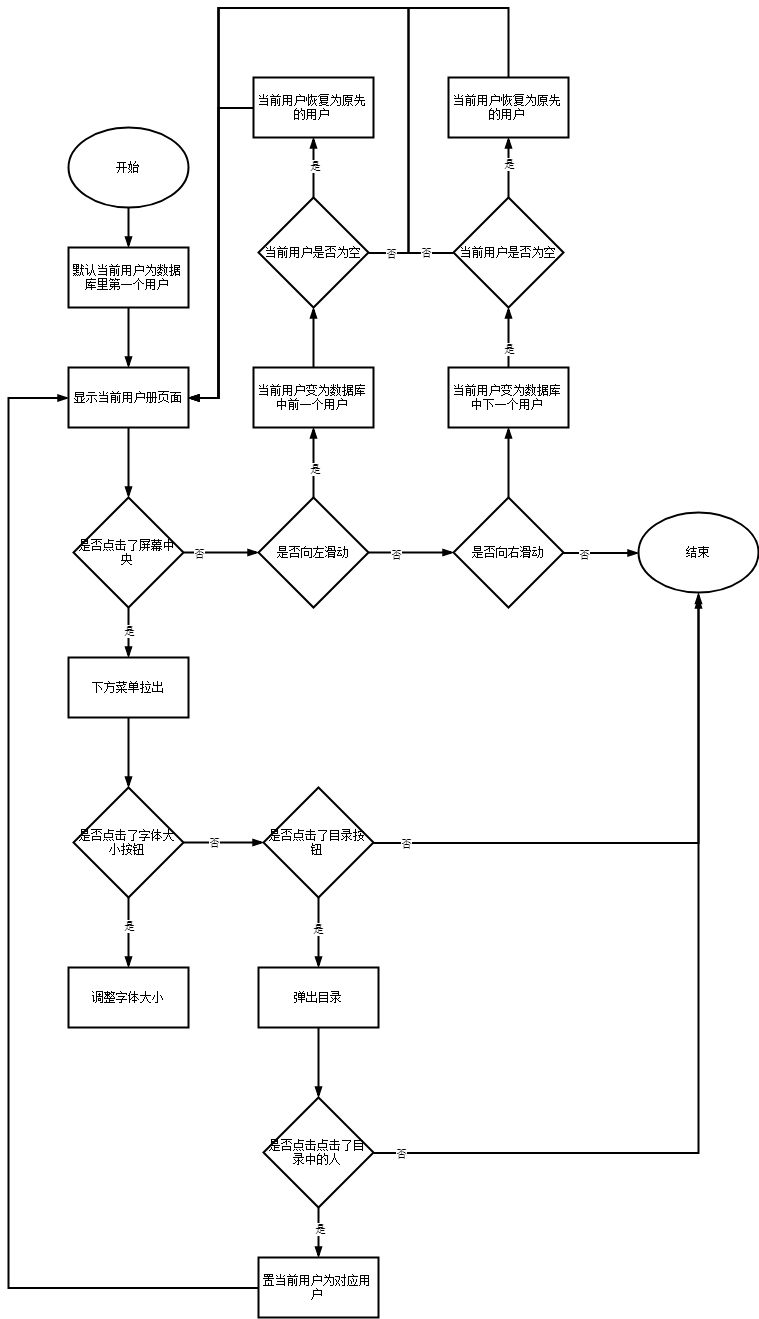 当前用户恢复为原先
的用户
当前用户恢复为原先
的用户
开始
是
是
当前用户是否为空
否
否
当前用户是否为空
默认当前用户为数据
库里第一个用户
是
显示当前用户册页面
当前用户变为数据库
中前一个用户
当前用户变为数据库
中下一个用户
是
是否点击了屏幕中
央
否
是否向左滑动
否
是否向右滑动
否
结束
是
下方菜单拉出
是否点击了字体大
小按钮
否
是否点击了目录按
钮
否
是
是
调整字体大小
弹出目录
是否点击点击了目
录中的人
否
是
置当前用户为对应用
户